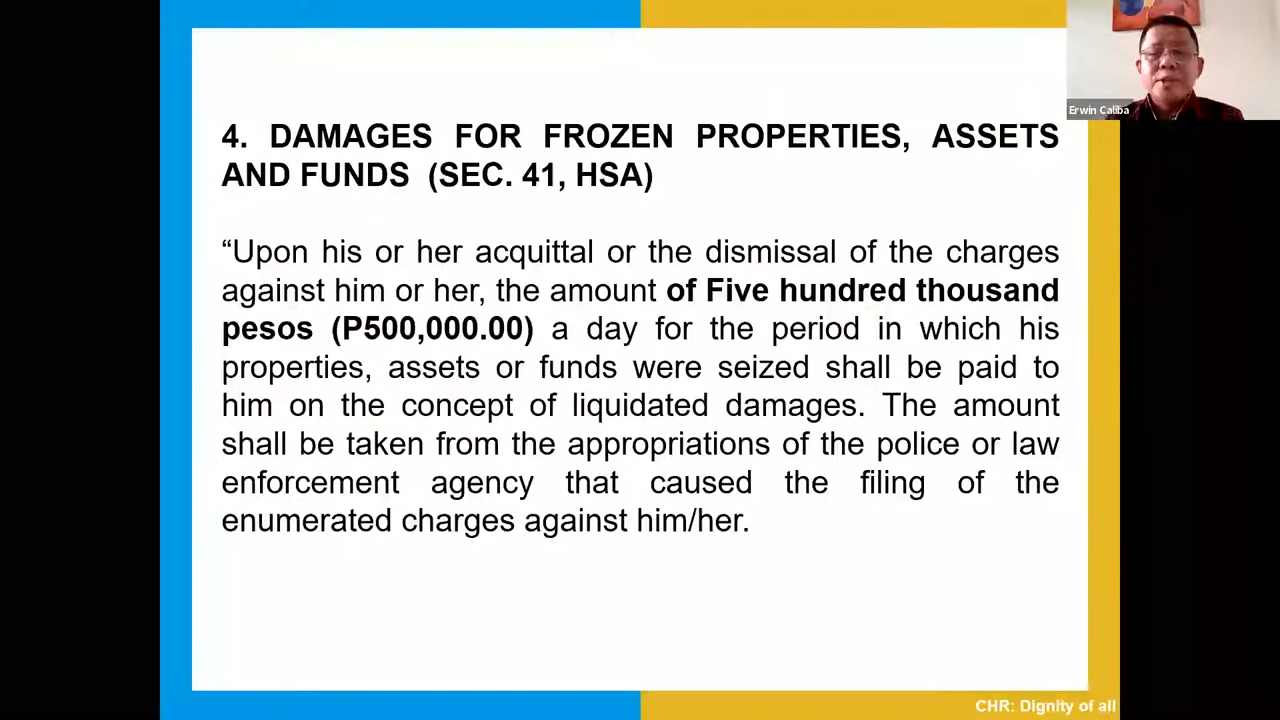 Erwin Caliba
4. DAMAGES FOR FROZEN PROPERTIES, ASSETS
AND FUNDS (SEC. 41, HSA)
“Upon his or her acquittal or the dismissal of the charges
against him or her, the amount of Five hundred thousand
pesos (P500,000.00) a day for the period in which his
properties, assets or funds were seized shall be paid to
him on the concept of liquidated damages. The amount
shall be taken from the appropriations of the police or law
enforcement agency that caused the filing of the
enumerated charges against him/her.
CHR: Dignity of all